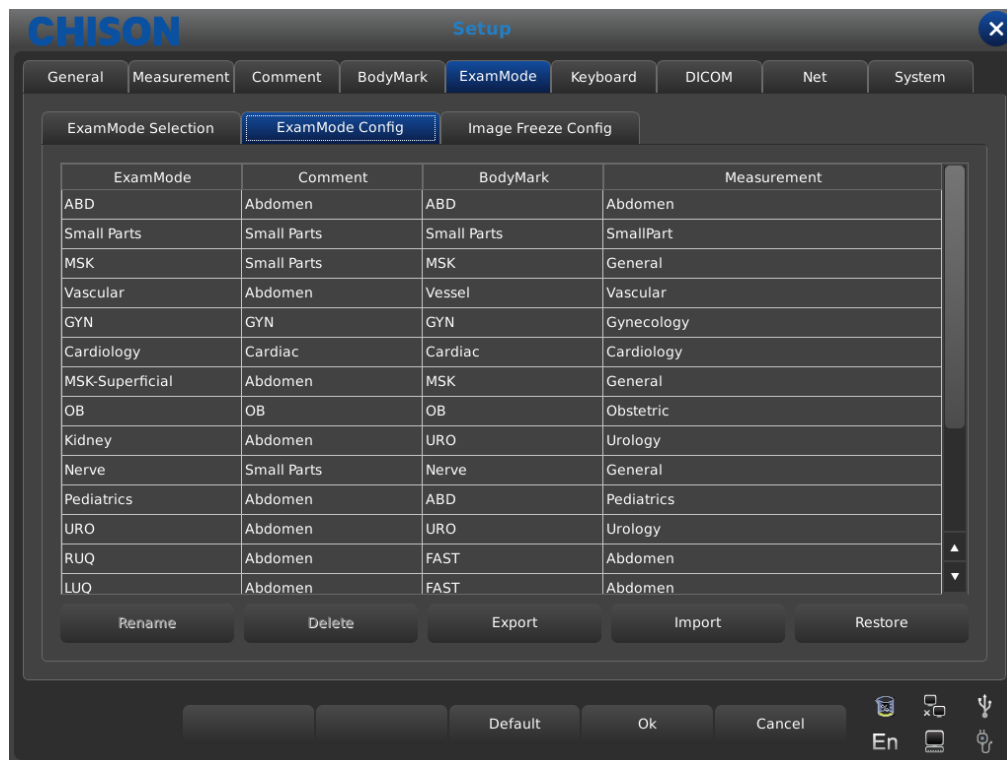 CHISON
Setup
General Measurement Comment BodyMark ExamMode Keyboard DICOM Net System
ExamMode Selection ExamMode Config Image Freeze Config
ExamMode Comment BodyMark Measurement
ABD Abdomen ABD Abdomen
Small Parts Small Parts Small Parts SmallPart
MSK Small Parts MSK General
Vascular Abdomen Vessel Vascular
GYN GYN GYN Gynecology
Cardiology Cardiac Cardiac Cardiology
MSK-Superficial Abdomen MSK General
OB OB OB Obstetric
Kidney Abdomen URO Urology
Nerve Small Parts Nerve General
Pediatrics Abdomen ABD Pediatrics
URO Abdomen URO Urology
RUQ Abdomen FAST Abdomen
LUQ Abdomen FAST Abdomen
Rename Delete Export Import Restore
Default Ok Cancel
En